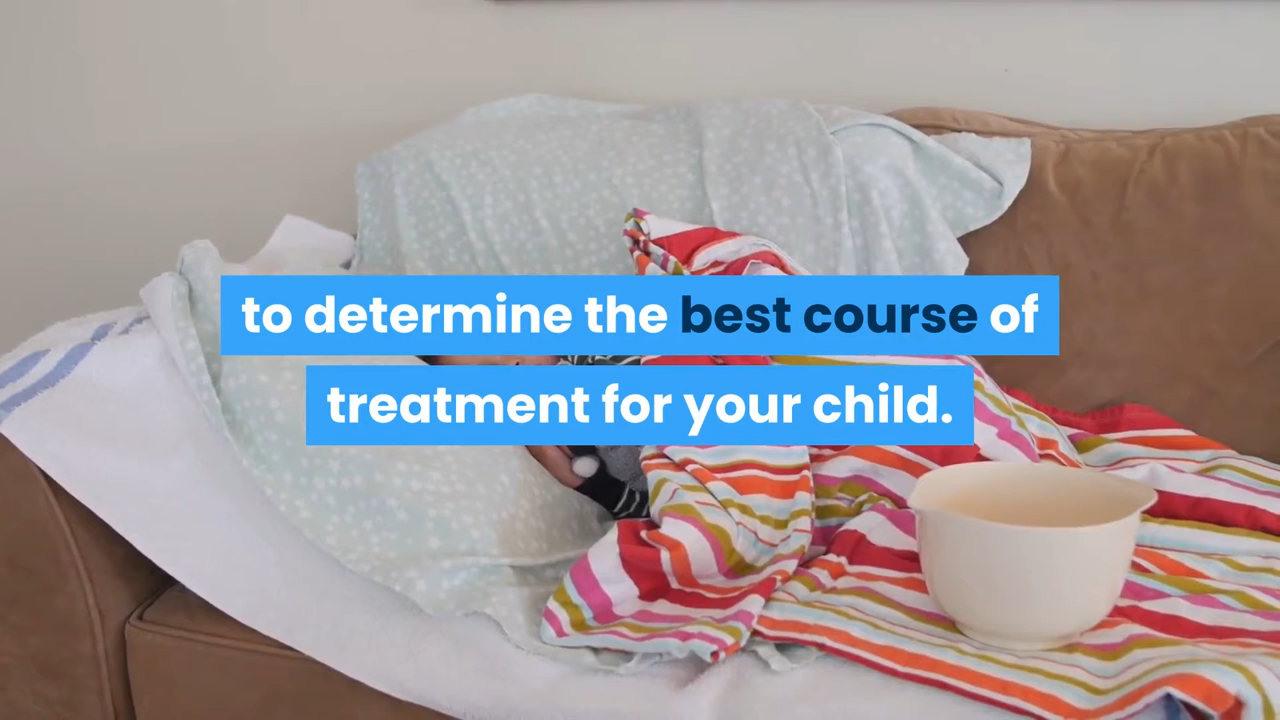 to determine the best course of
treatment for your child.